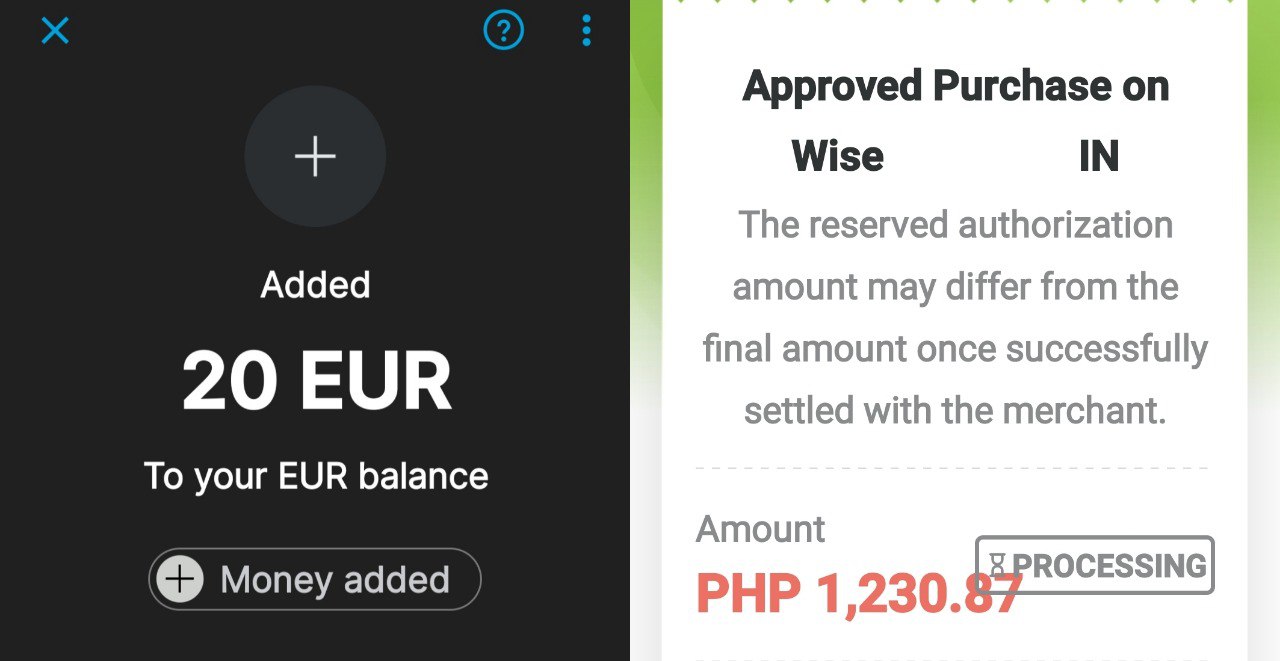 Added
20 EUR
To your EUR balance
Money added
Approved Purchase on
Wise IN
The reserved authorization
amount may differ from the
final amount once successfully
settled with the merchant.
Amount
PROCESSING
PHP 1,230.87